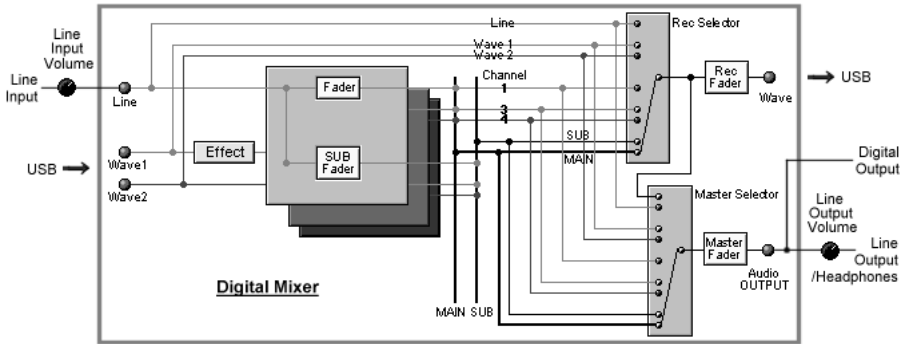 Line
Input
Volume
Line
Input
Line
USB
Wave1
Wave2
Effect
Fader
SUB
Fader
Digital Mixer
Line
Wave 1
Wave 2
Channel
1
3
4
SUB
MAIN
MAIN SUB
Rec Selector
Rec
Fader
Wave
USB
Master Selector
Master
Fader
Audio
OUTPUT
Digital
Output
Line
Output
Volume
Line
Output
/Headphones